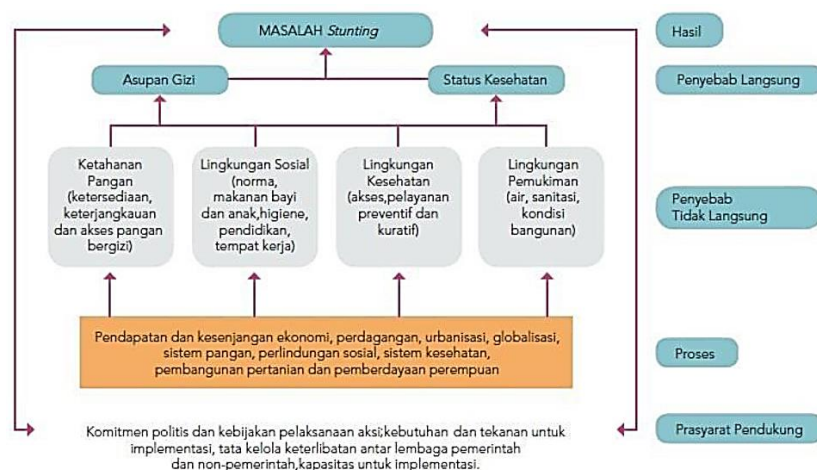 MASALAH Stunting
Hasil
Asupan Gizi
Status Kesehatan
Penyebab Langsung
Ketahanan
Pangan
(ketersediaan,
keterjangkauan
dan akses pangan
bergizi)
Lingkungan Sosial
(norma,
makanan bayi
dan anak,higiene,
pendidikan,
tempat kerja)
Lingkungan
Kesehatan
(akses,pelayanan
preventif dan
kuratif)
Lingkungan
Pemukiman
(air, sanitasi,
kondisi
bangunan)
Penyebab
Tidak Langsung
Pendapatan dan kesenjangan ekonomi, perdagangan, urbanisasi, globalisasi,
sistem pangan, perlindungan sosial, sistem kesehatan,
pembangunan pertanian dan pemberdayaan perempuan
Proses
Komitmen politis dan kebijakan pelaksanaan aksi;kebutuhan dan tekanan untuk
implementasi, tata kelola keterlibatan antar lembaga pemerintah
dan non-pemerintah,kapasitas untuk implementasi.
Prasyarat Pendukung